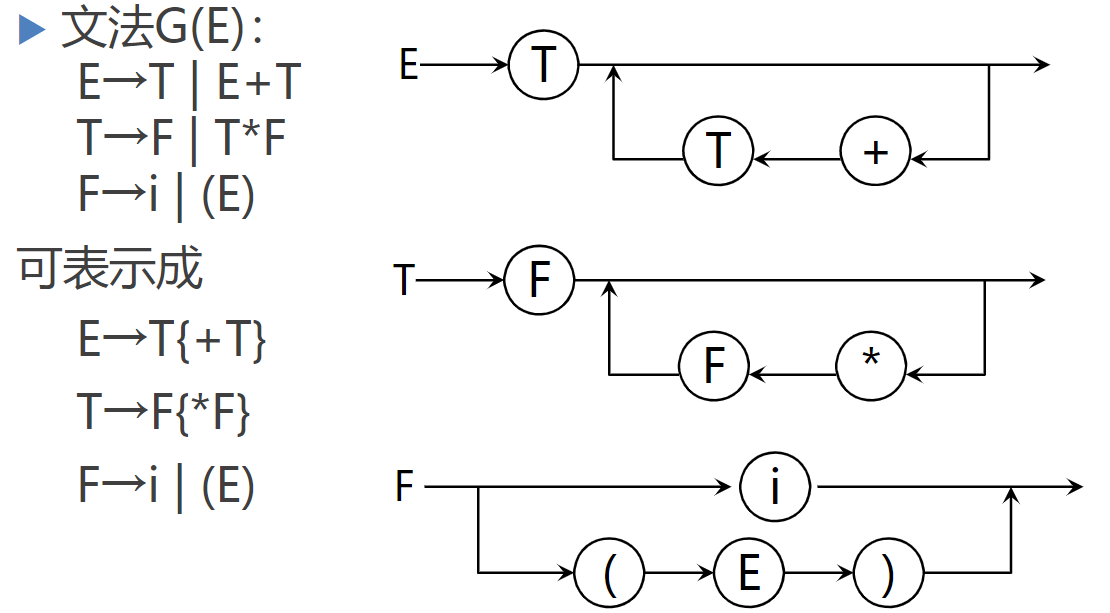 文法G(E)：
E→T | E+T
T→F | T*F
F→i | (E)
可表示成
E→T{+T}
T→F{*F}
F→i | (E)
E T
T +
T F
F *
F i
( E )